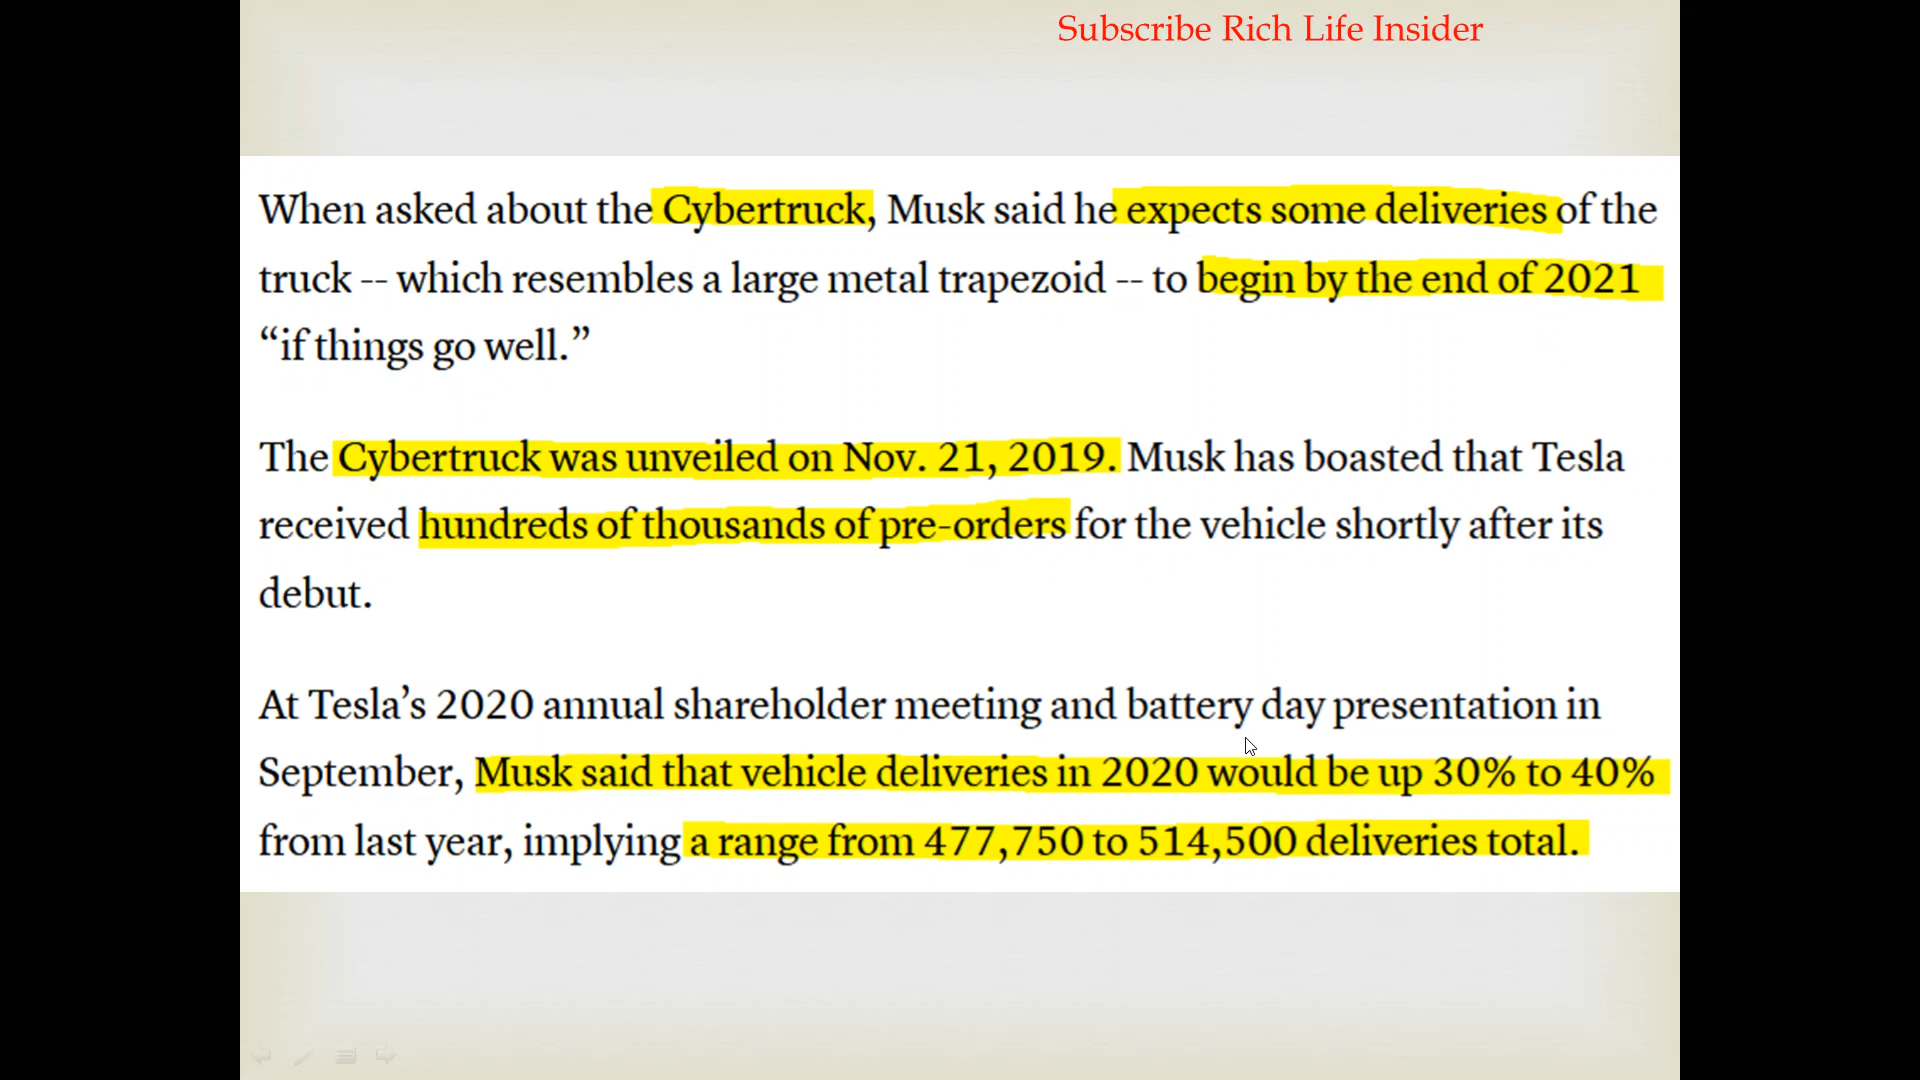 Subscribe Rich Life Insider
When asked about the Cybertruck, Musk said he expects some deliveries of the
truck -- which resembles a large metal trapezoid -- to begin by the end of 2021
“if things go well.”
The Cybertruck was unveiled on Nov. 21, 2019. Musk has boasted that Tesla
received hundreds of thousands of pre-orders for the vehicle shortly after its
debut.
At Tesla’s 2020 annual shareholder meeting and battery day presentation in
September, Musk said that vehicle deliveries in 2020 would be up 30% to 40%
from last year, implying a range from 477,750 to 514,500 deliveries total.